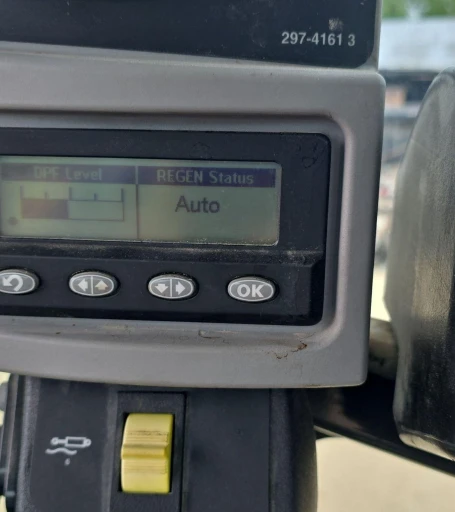 297-4161 3
DPF Level
REGEN Status
Auto
OK